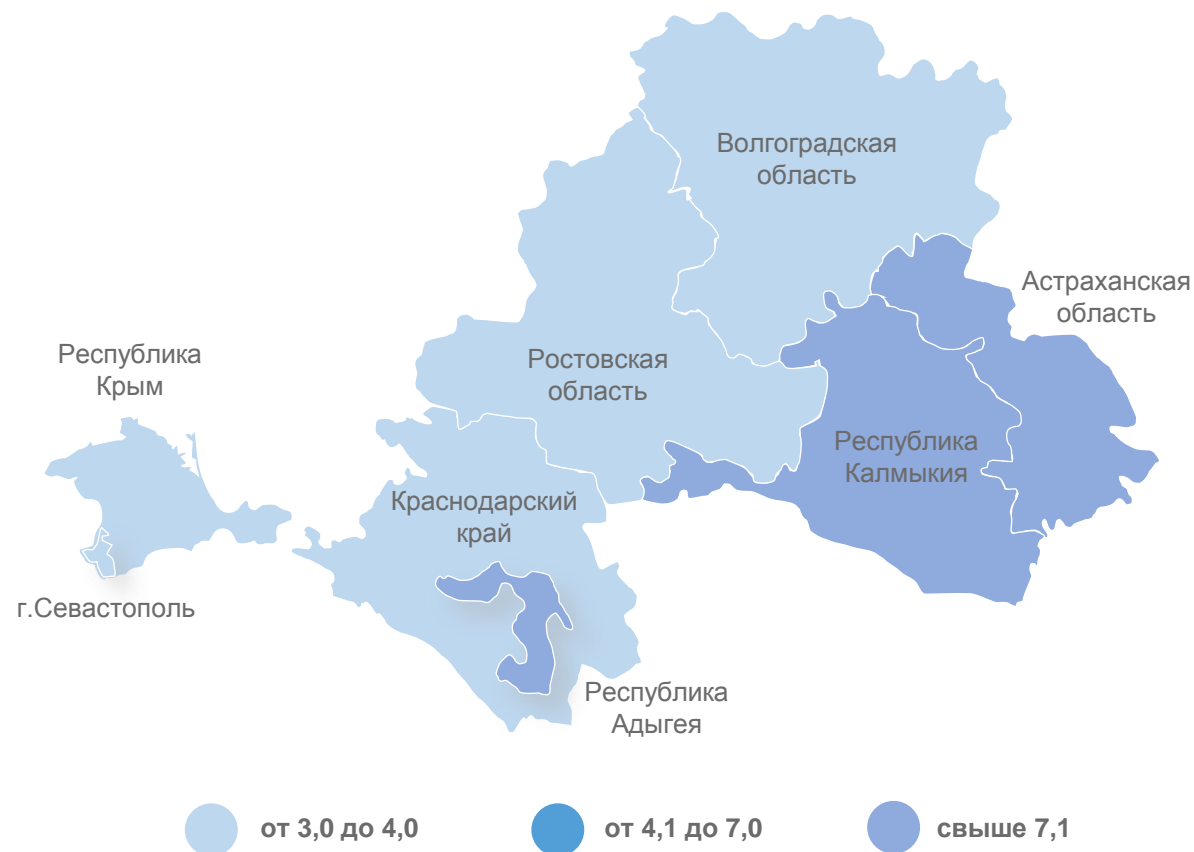 Волгоградская
область
Астраханская
область
Республика
Крым
Ростовская
область
Республика
Калмыкия
Краснодарский
край
г.Севастополь
Республика
Адыгея
от 3,0 до 4,0
от 4,1 до 7,0
свыше 7,1